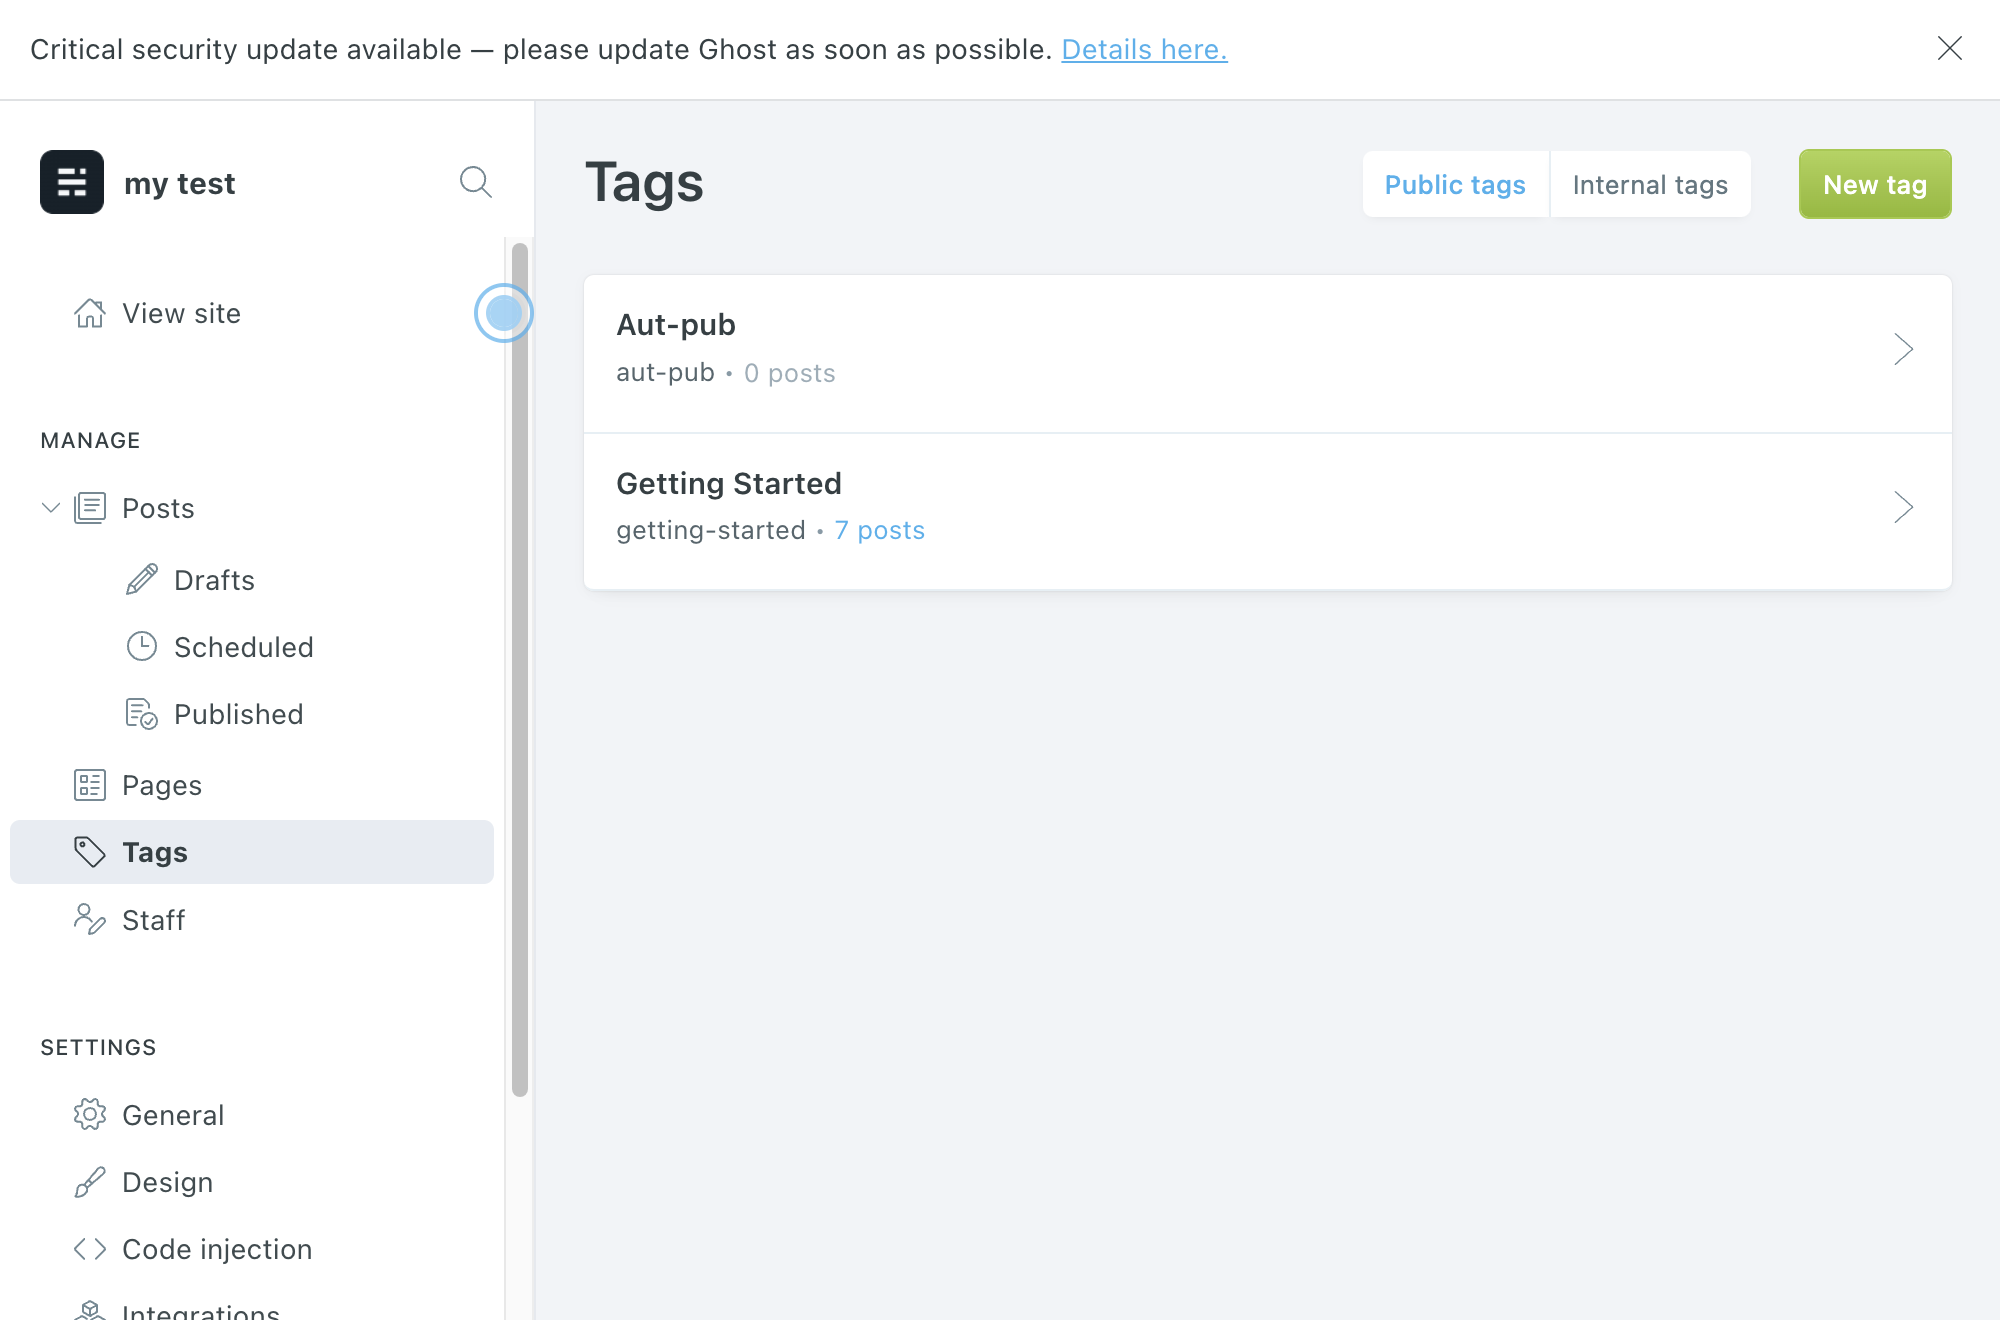 Critical security update available — please update Ghost as soon as possible. Details here.
my test
View site
MANAGE
Posts
Drafts
Scheduled
Published
Pages
Tags
Staff
SETTINGS
General
Design
Code injection
Integrations
Tags
Public tags
Internal tags
New tag
Aut-pub
aut-pub • 0 posts
Getting Started
getting-started • 7 posts